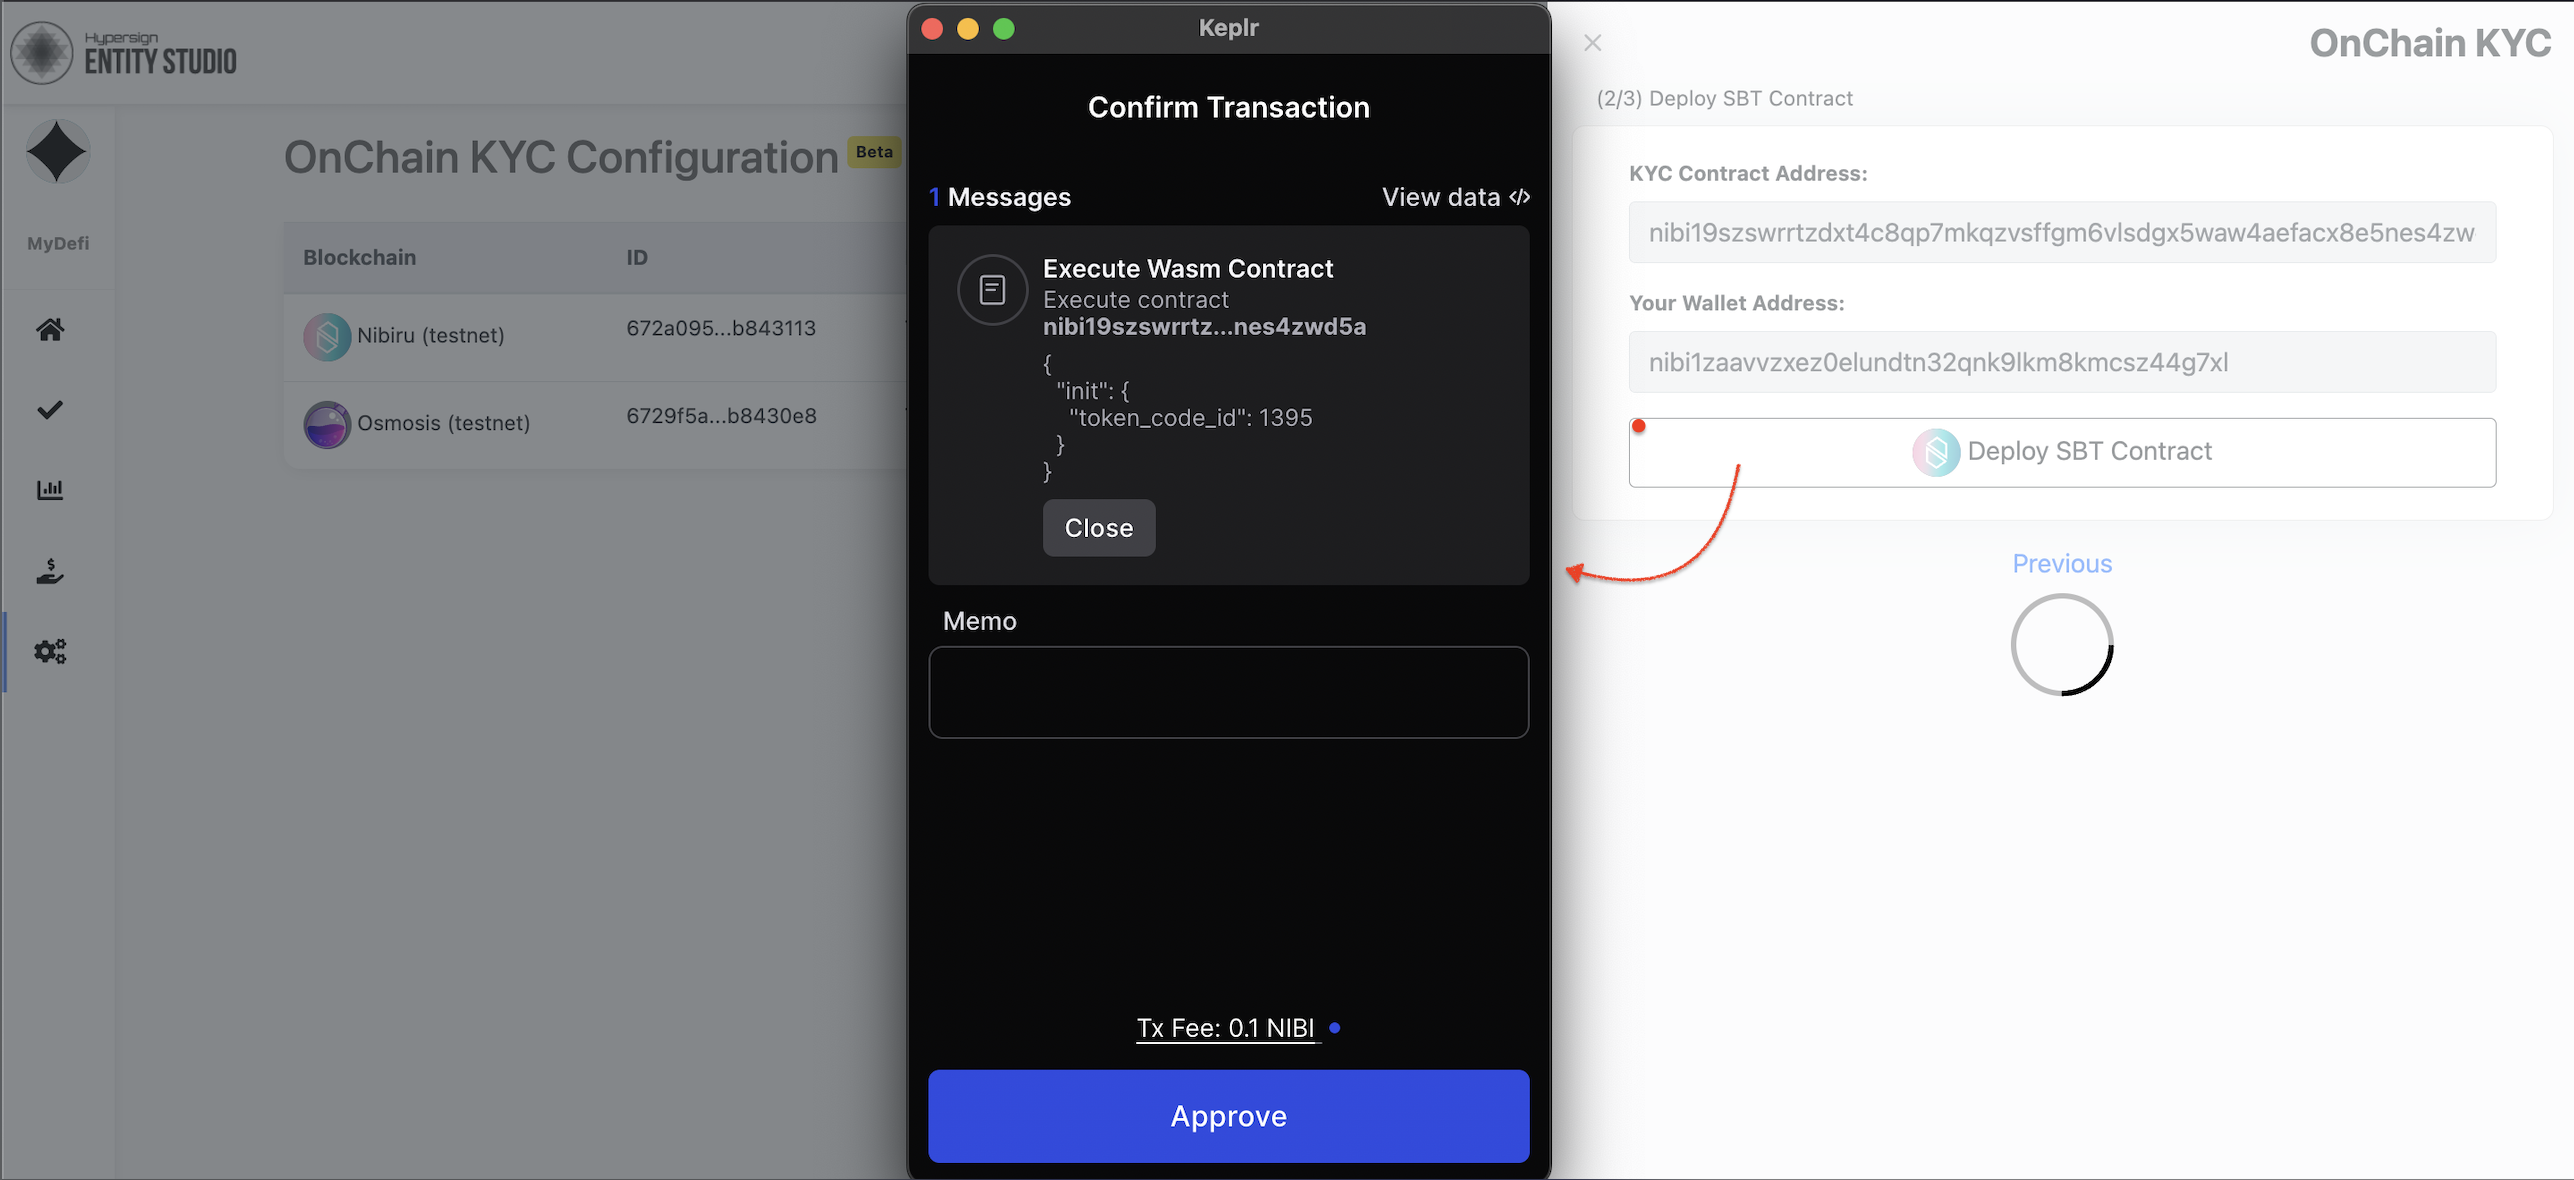 Hypersign
ENTITY STUDIO
MyDefi
OnChain KYC Configuration Beta
Blockchain ID
Nibiru (testnet) 672a095...b843113
Osmosis (testnet) 6729f5a...b8430e8
Keplr
Confirm Transaction
1 Messages View data </>
Execute Wasm Contract
Execute contract
nibi19szswrrtz...nes4zwd5a
{
"init": {
"token_code_id": 1395
}
}
Close
Memo
Tx Fee: 0.1 NIBI
Approve
OnChain KYC
(2/3) Deploy SBT Contract
KYC Contract Address:
nibi19szswrrtzdxt4c8qp7mkqzvsffgm6vlsdgx5waw4aefacx8e5nes4zw
Your Wallet Address:
nibi1zaavvzxez0elundtn32qnk9lkm8kmcsz44g7xl
Deploy SBT Contract
Previous